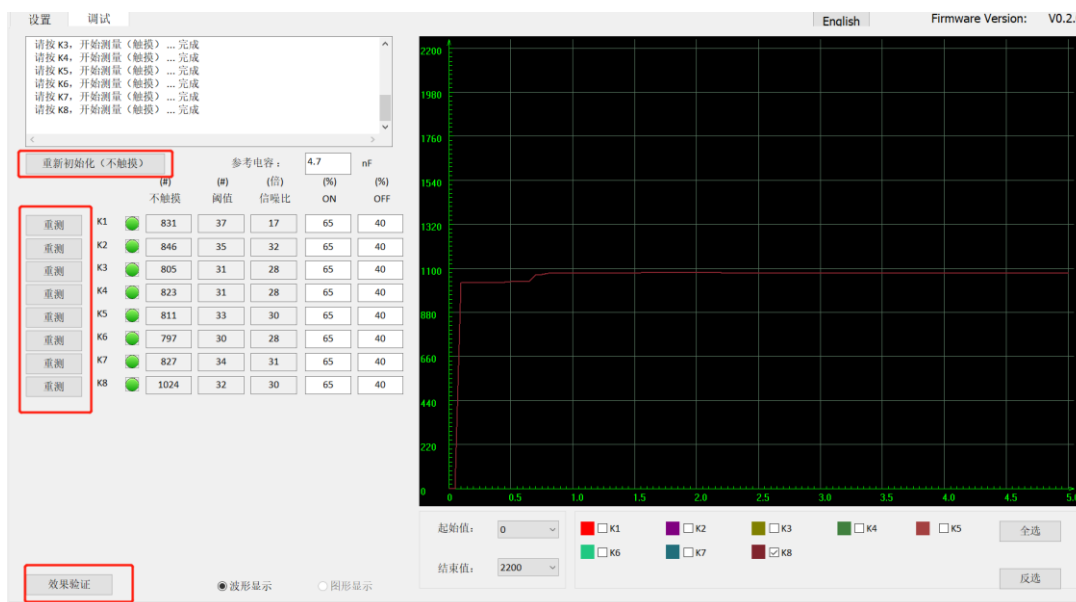 设置 调试 English Firmware Version: V0.2.
请按 K3，开始测量（触摸）... 完成
请按 K4，开始测量（触摸）... 完成
请按 K5，开始测量（触摸）... 完成
请按 K6，开始测量（触摸）... 完成
请按 K7，开始测量（触摸）... 完成
请按 K8，开始测量（触摸）... 完成
重新初始化（不触摸） 参考电容： 4.7 nF
(#) (#) (倍) (%) (%)
不触摸 阈值 信噪比 ON OFF
重测 K1 831 37 17 65 40
重测 K2 846 35 32 65 40
重测 K3 805 31 28 65 40
重测 K4 823 31 28 65 40
重测 K5 811 33 30 65 40
重测 K6 797 30 28 65 40
重测 K7 827 34 31 65 40
重测 K8 1024 32 30 65 40
效果验证 波形显示 图形显示
2200
1980
1760
1540
1320
1100
880
660
440
220
0
0 0.5 1.0 1.5 2.0 2.5 3.0 3.5 4.0 4.5 5.0
起始值： 0 K1 K2 K3 K4 K5 全选
K6 K7 K8
结束值： 2200 反选